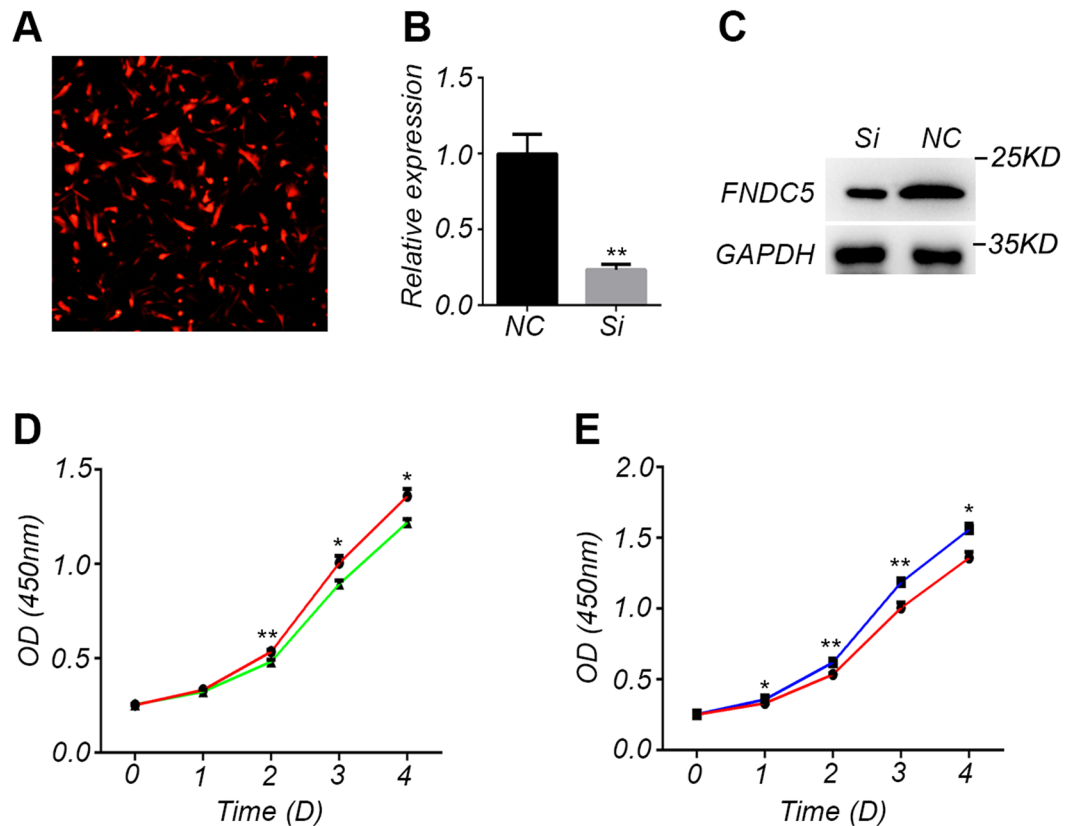 A
B
C
Relative expression
1.5
1.0
0.5
0.0
**
NC
Si
Si
NC
FNDC5
GAPDH
-25KD
-35KD
D
E
OD (450nm)
1.5
1.0
0.5
0.0
**
*
*
0
1
2
3
4
Time (D)
OD (450nm)
2.0
1.5
1.0
0.5
0.0
*
**
**
*
0
1
2
3
4
Time (D)